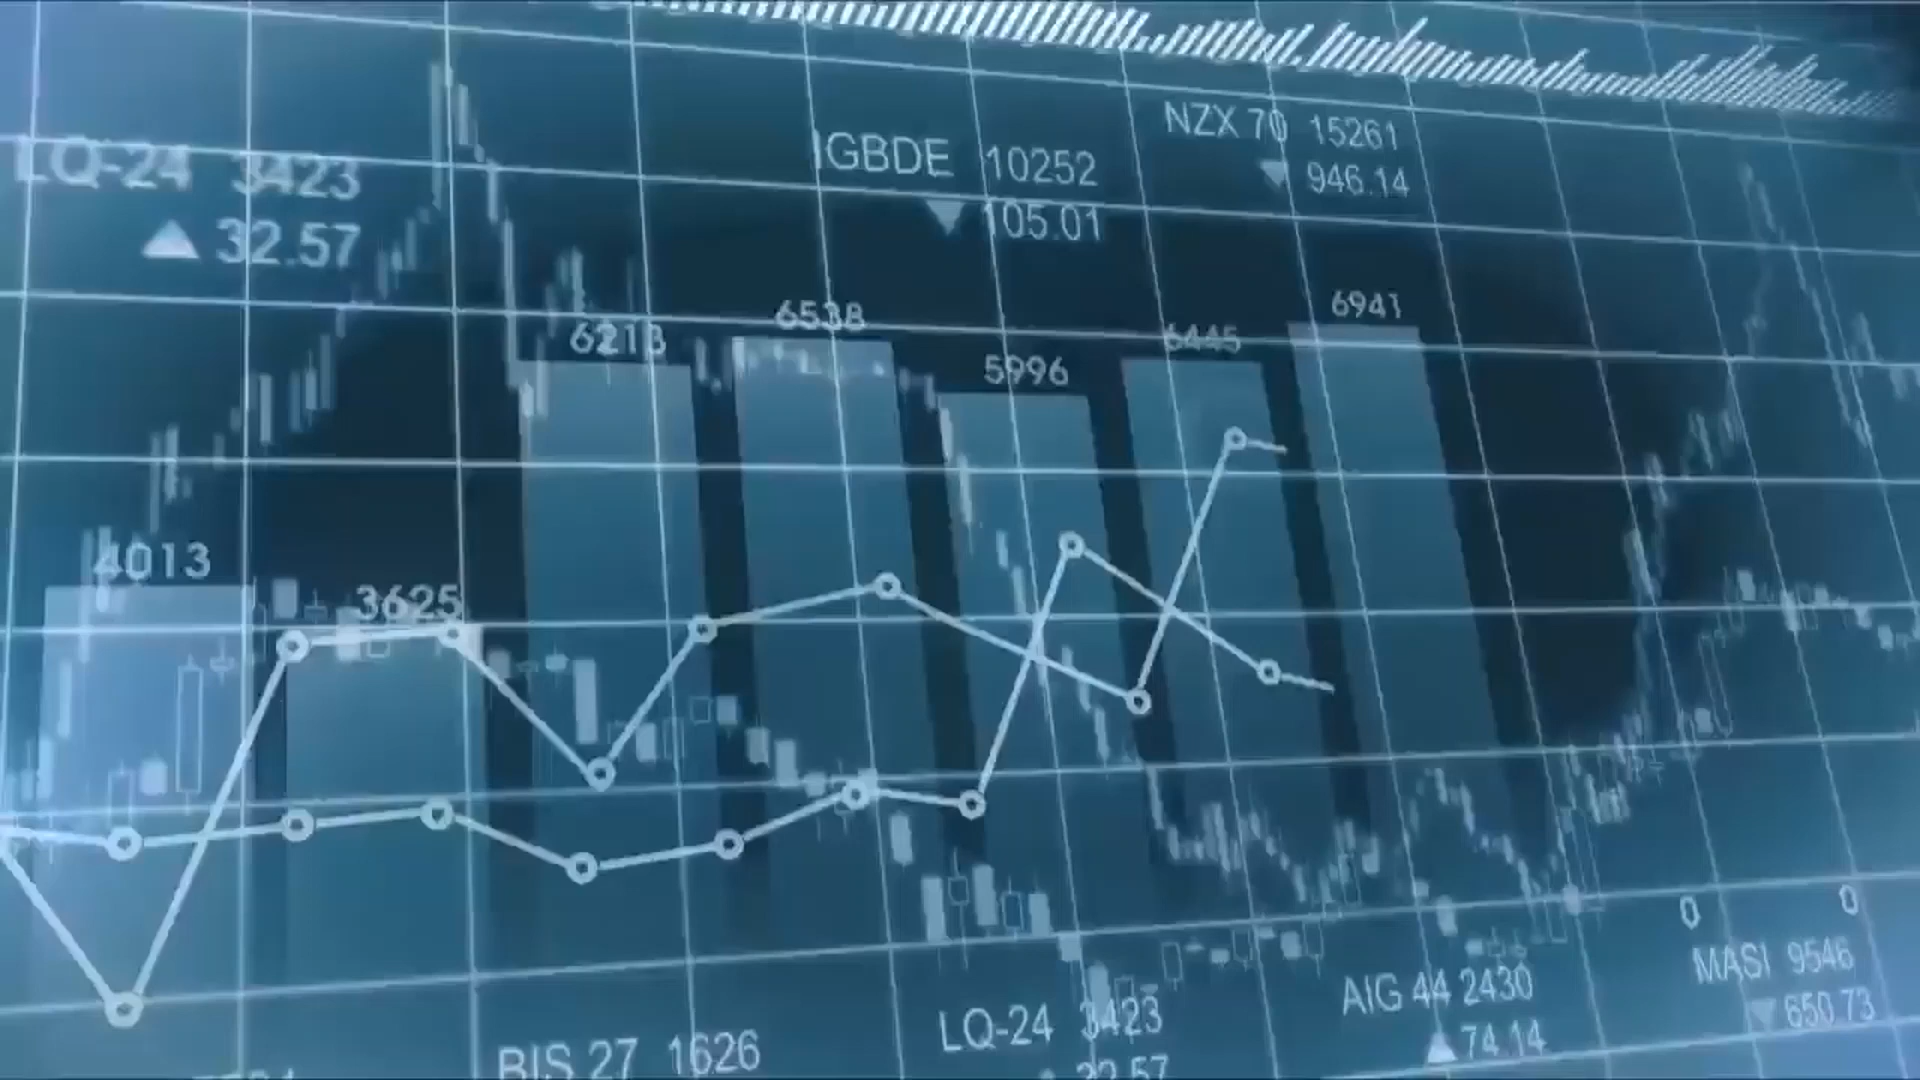 LQ-24 3423
▲ 32.57
IGBDE 10252
▼ 105.01
NZX 70 15261
▼ 946.14
4013
3625
6213
6538
5996
6445
6941
0 0
BIS 27 1626
LQ-24 3423
32.57
AIG 44 2430
▲ 74.14
MASI 9546
▼ 650.73